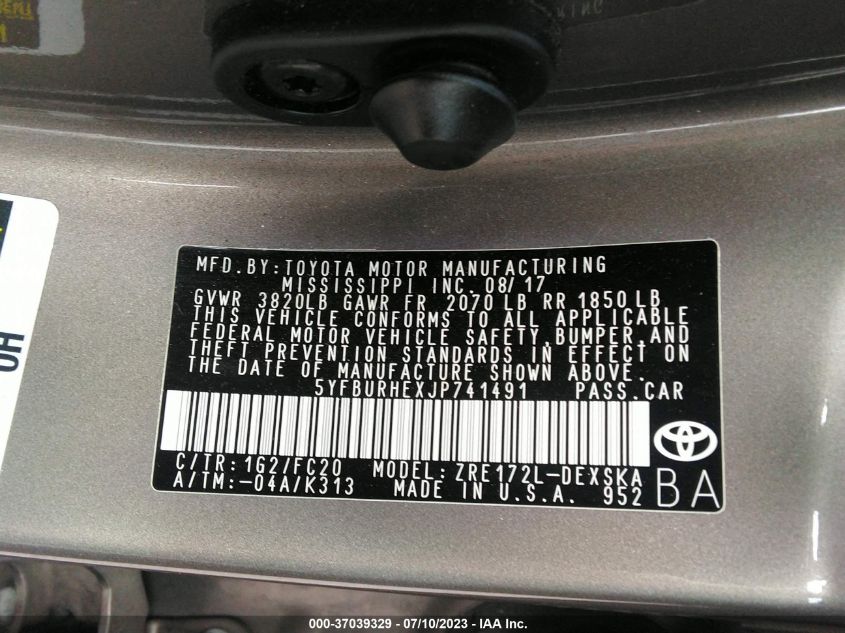 MFD.BY:TOYOTA MOTOR MANUFACTURING
MISSISSIPPI INC. 08/17
GVWR 3820LB GAWR FR 2070 LB RR 1850 LB
THIS VEHICLE CONFORMS TO ALL APPLICABLE
FEDERAL MOTOR VEHICLE SAFETY,BUMPER,AND
THEFT PREVENTION STANDARDS IN EFFECT ON
THE DATE OF MANUFACTURE SHOWN ABOVE.
5YFBURHEXJP741491 PASS.CAR
C/TR:1G2/FC20 MODEL:ZRE172L-DEXSKA
A/TM:-04A/K313 MADE IN U.S.A. 952
BA
HO
000-37039329 - 07/10/2023 - IAA Inc.